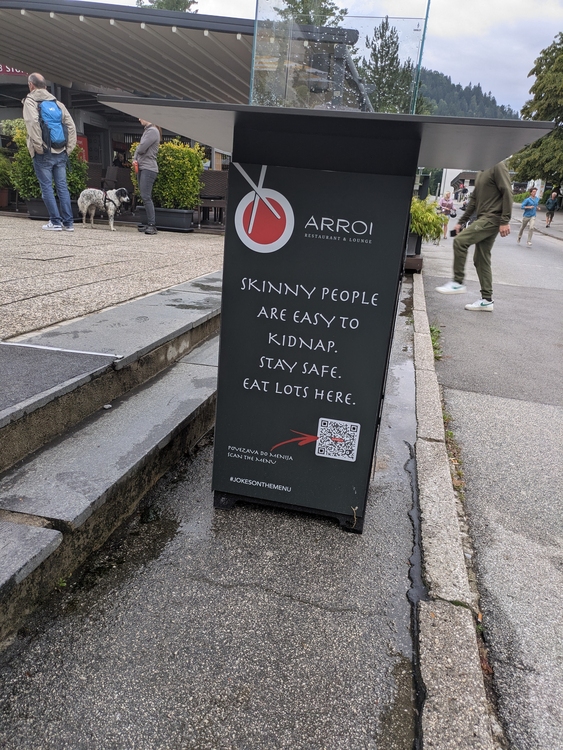 ARROI
RESTAURANT & LOUNGE
SKINNY PEOPLE
ARE EASY TO
KIDNAP.
STAY SAFE.
EAT LOTS HERE.
POVEZAVA DO MENIJA
SCAN THE MENU
#JOKESONTHEMENU